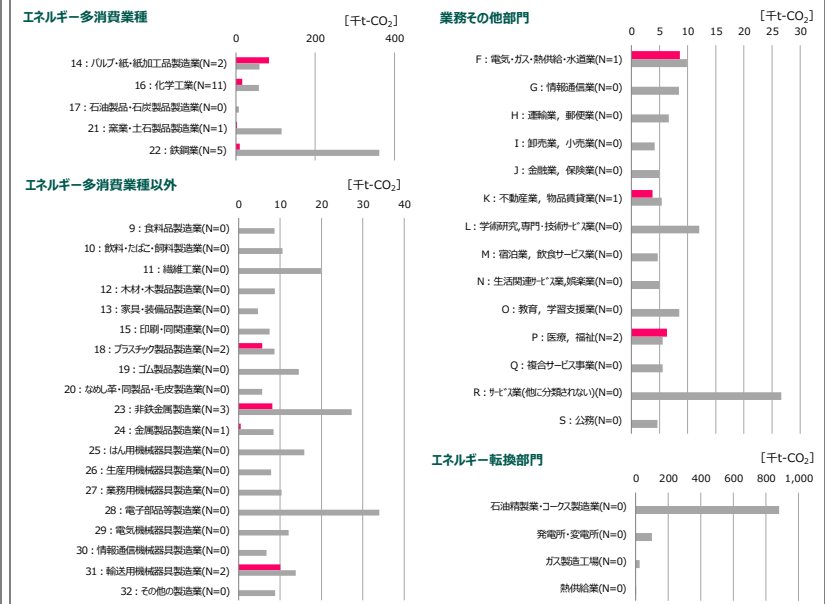 エネルギー多消費業種
[千t-CO₂]
0 200 400
14：パルプ・紙・紙加工品製造業(N=2)
16：化学工業(N=11)
17：石油製品・石炭製品製造業(N=0)
21：窯業・土石製品製造業(N=1)
22：鉄鋼業(N=5)
エネルギー多消費業種以外
[千t-CO₂]
0 10 20 30 40
9：食料品製造業(N=0)
10：飲料・たばこ・飼料製造業(N=0)
11：繊維工業(N=0)
12：木材・木製品製造業(N=0)
13：家具・装備品製造業(N=0)
15：印刷・同関連業(N=0)
18：プラスチック製品製造業(N=2)
19：ゴム製品製造業(N=0)
20：なめし革・同製品・毛皮製造業(N=0)
23：非鉄金属製造業(N=3)
24：金属製品製造業(N=1)
25：はん用機械器具製造業(N=0)
26：生産用機械器具製造業(N=0)
27：業務用機械器具製造業(N=0)
28：電子部品等製造業(N=0)
29：電気機械器具製造業(N=0)
30：情報通信機械器具製造業(N=0)
31：輸送用機械器具製造業(N=2)
32：その他の製造業(N=0)
業務その他部門
[千t-CO₂]
0 5 10 15 20 25 30
F：電気・ガス・熱供給・水道業(N=1)
G：情報通信業(N=0)
H：運輸業，郵便業(N=0)
I：卸売業，小売業(N=0)
J：金融業，保険業(N=0)
K：不動産業，物品賃貸業(N=1)
L：学術研究,専門・技術ｻｰﾋﾞｽ業(N=0)
M：宿泊業，飲食サービス業(N=0)
N：生活関連ｻｰﾋﾞｽ業,娯楽業(N=0)
O：教育，学習支援業(N=0)
P：医療，福祉(N=2)
Q：複合サービス事業(N=0)
R：ｻｰﾋﾞｽ業(他に分類されない)(N=0)
S：公務(N=0)
エネルギー転換部門
[千t-CO₂]
0 200 400 600 800 1,000
石油精製業・コークス製造業(N=0)
発電所・変電所(N=0)
ガス製造工場(N=0)
熱供給業(N=0)